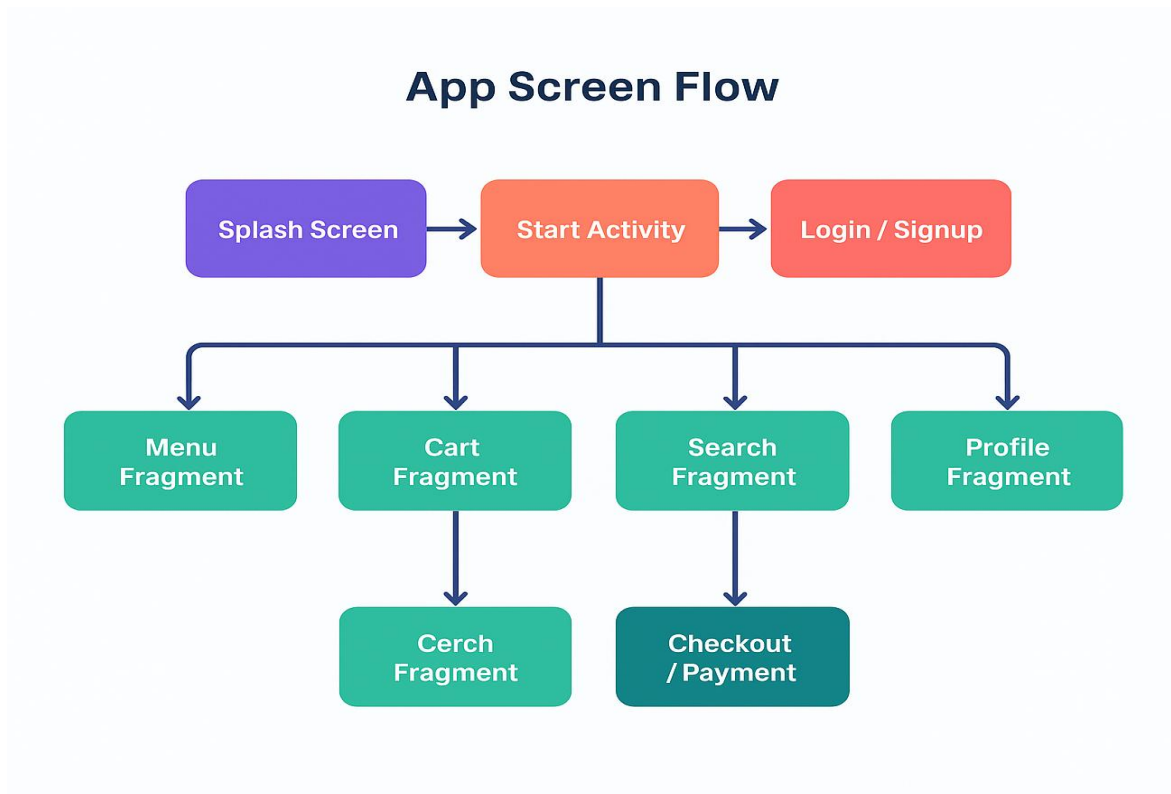 App Screen Flow
Splash Screen
Start Activity
Login / Signup
Menu
Fragment
Cart
Fragment
Search
Fragment
Profile
Fragment
Cerch
Fragment
Checkout
/ Payment